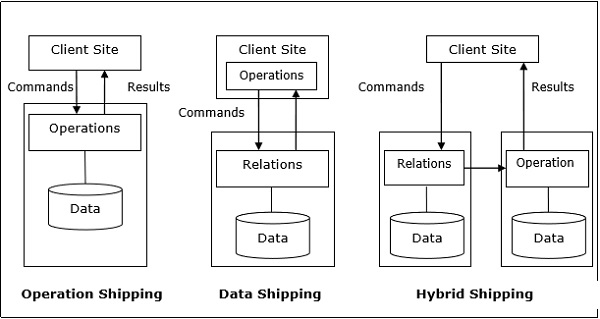 Client Site
Commands
Results
Operations
Data
Operation Shipping
Client Site
Operations
Commands
Relations
Data
Data Shipping
Client Site
Commands
Results
Relations
Operation
Data
Data
Hybrid Shipping